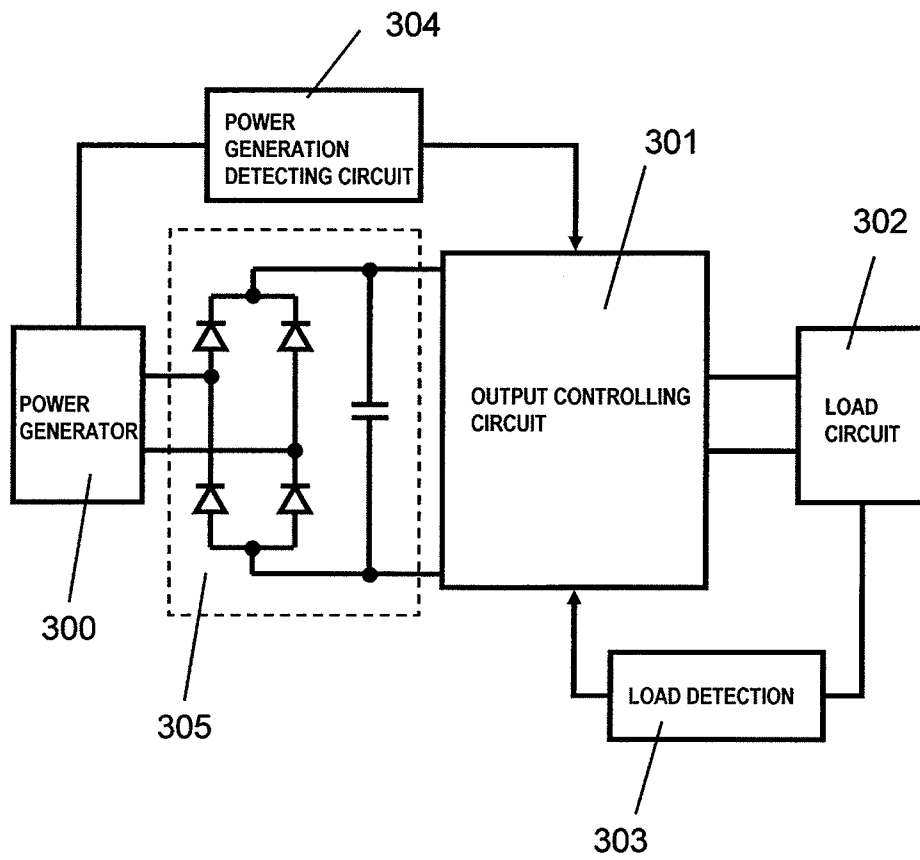 304
POWER
GENERATION
DETECTING CIRCUIT
301
302
POWER
GENERATOR
OUTPUT CONTROLLING
CIRCUIT
LOAD
CIRCUIT
300
305
LOAD DETECTION
303